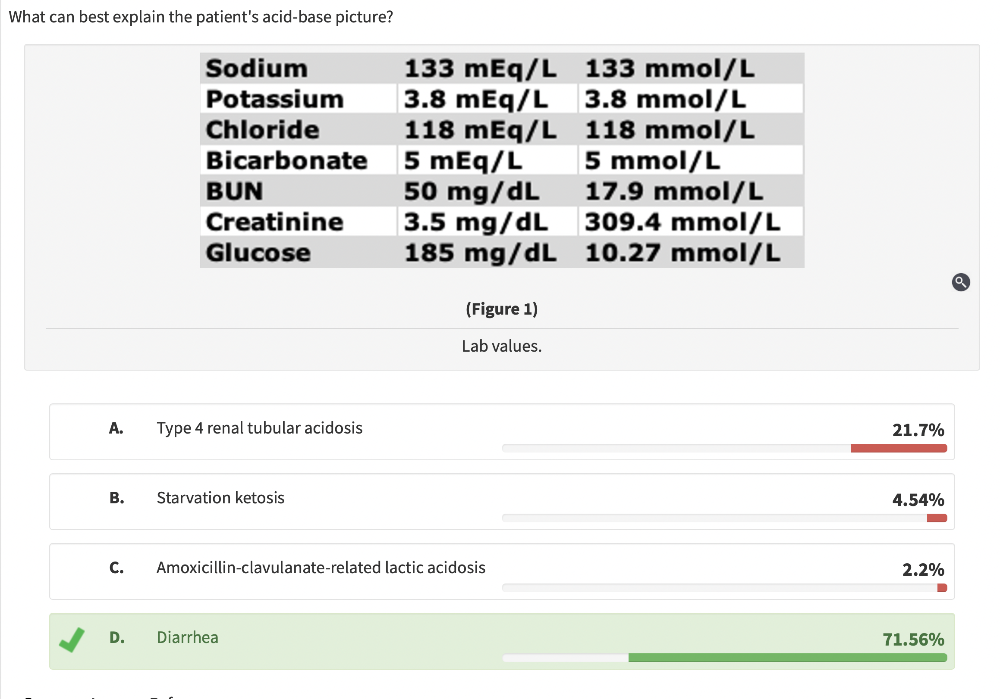 What can best explain the patient's acid-base picture?
Sodium 133 mEq/L 133 mmol/L
Potassium 3.8 mEq/L 3.8 mmol/L
Chloride 118 mEq/L 118 mmol/L
Bicarbonate 5 mEq/L 5 mmol/L
BUN 50 mg/dL 17.9 mmol/L
Creatinine 3.5 mg/dL 309.4 mmol/L
Glucose 185 mg/dL 10.27 mmol/L
(Figure 1)
Lab values.
A. Type 4 renal tubular acidosis 21.7%
B. Starvation ketosis 4.54%
C. Amoxicillin-clavulanate-related lactic acidosis 2.2%
D. Diarrhea 71.56%